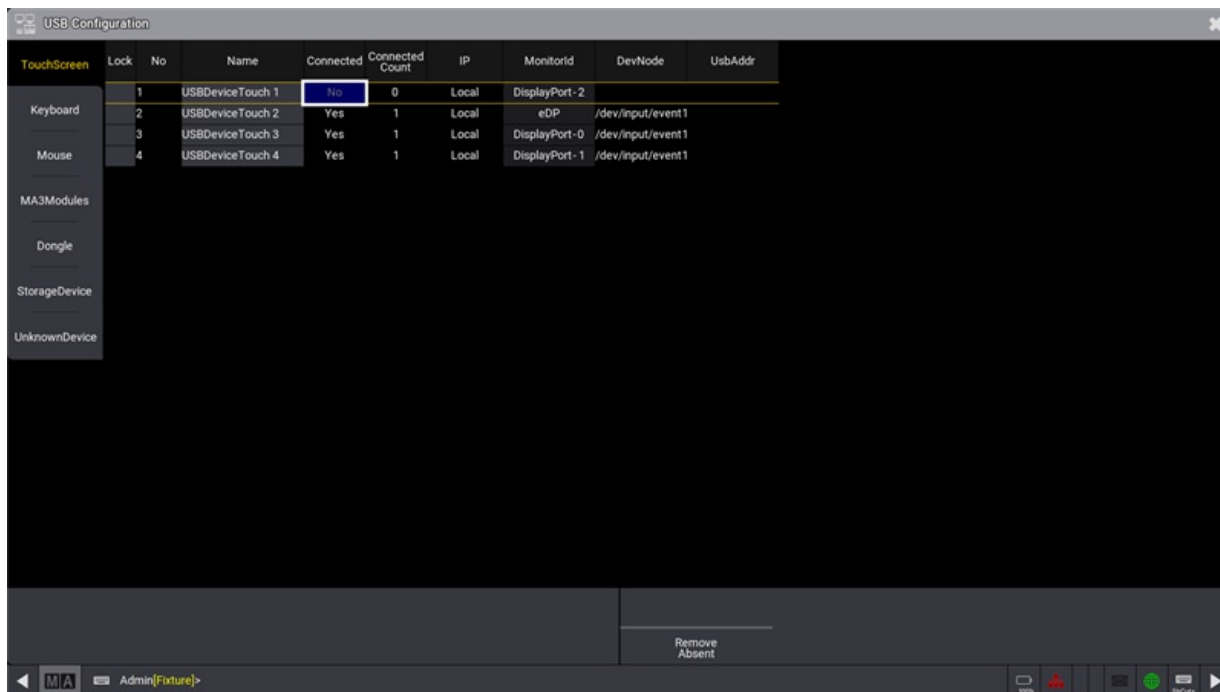 USB Configuration
TouchScreen
Keyboard
Mouse
MA3Modules
Dongle
StorageDevice
UnknownDevice
Lock No Name Connected Connected Count IP MonitorId DevNode UsbAddr
1 USBDeviceTouch 1 No 0 Local DisplayPort-2
2 USBDeviceTouch 2 Yes 1 Local eDP /dev/input/event1
3 USBDeviceTouch 3 Yes 1 Local DisplayPort-0 /dev/input/event1
4 USBDeviceTouch 4 Yes 1 Local DisplayPort-1 /dev/input/event1
Remove
Absent
MA Admin[Fixture]>
100%